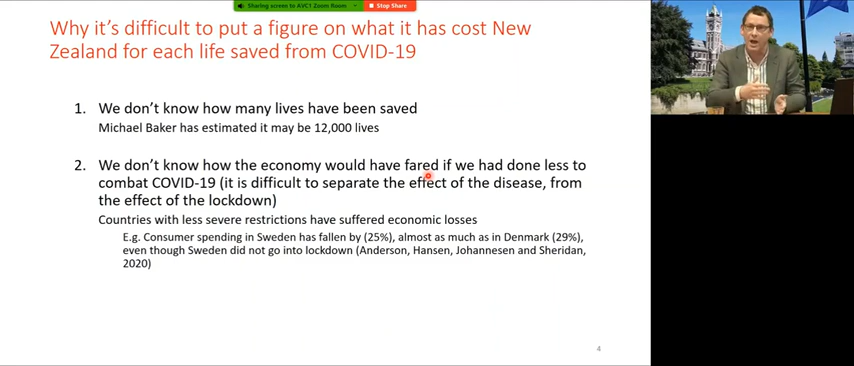 Sharing screen to AVC1 Zoom Room
Stop Share
Why it's difficult to put a figure on what it has cost New
Zealand for each life saved from COVID-19
1. We don't know how many lives have been saved
Michael Baker has estimated it may be 12,000 lives
2. We don't know how the economy would have fared if we had done less to
combat COVID-19 (it is difficult to separate the effect of the disease, from
the effect of the lockdown)
Countries with less severe restrictions have suffered economic losses
E.g. Consumer spending in Sweden has fallen by (25%), almost as much as in Denmark (29%),
even though Sweden did not go into lockdown (Anderson, Hansen, Johannesen and Sheridan,
2020)
4